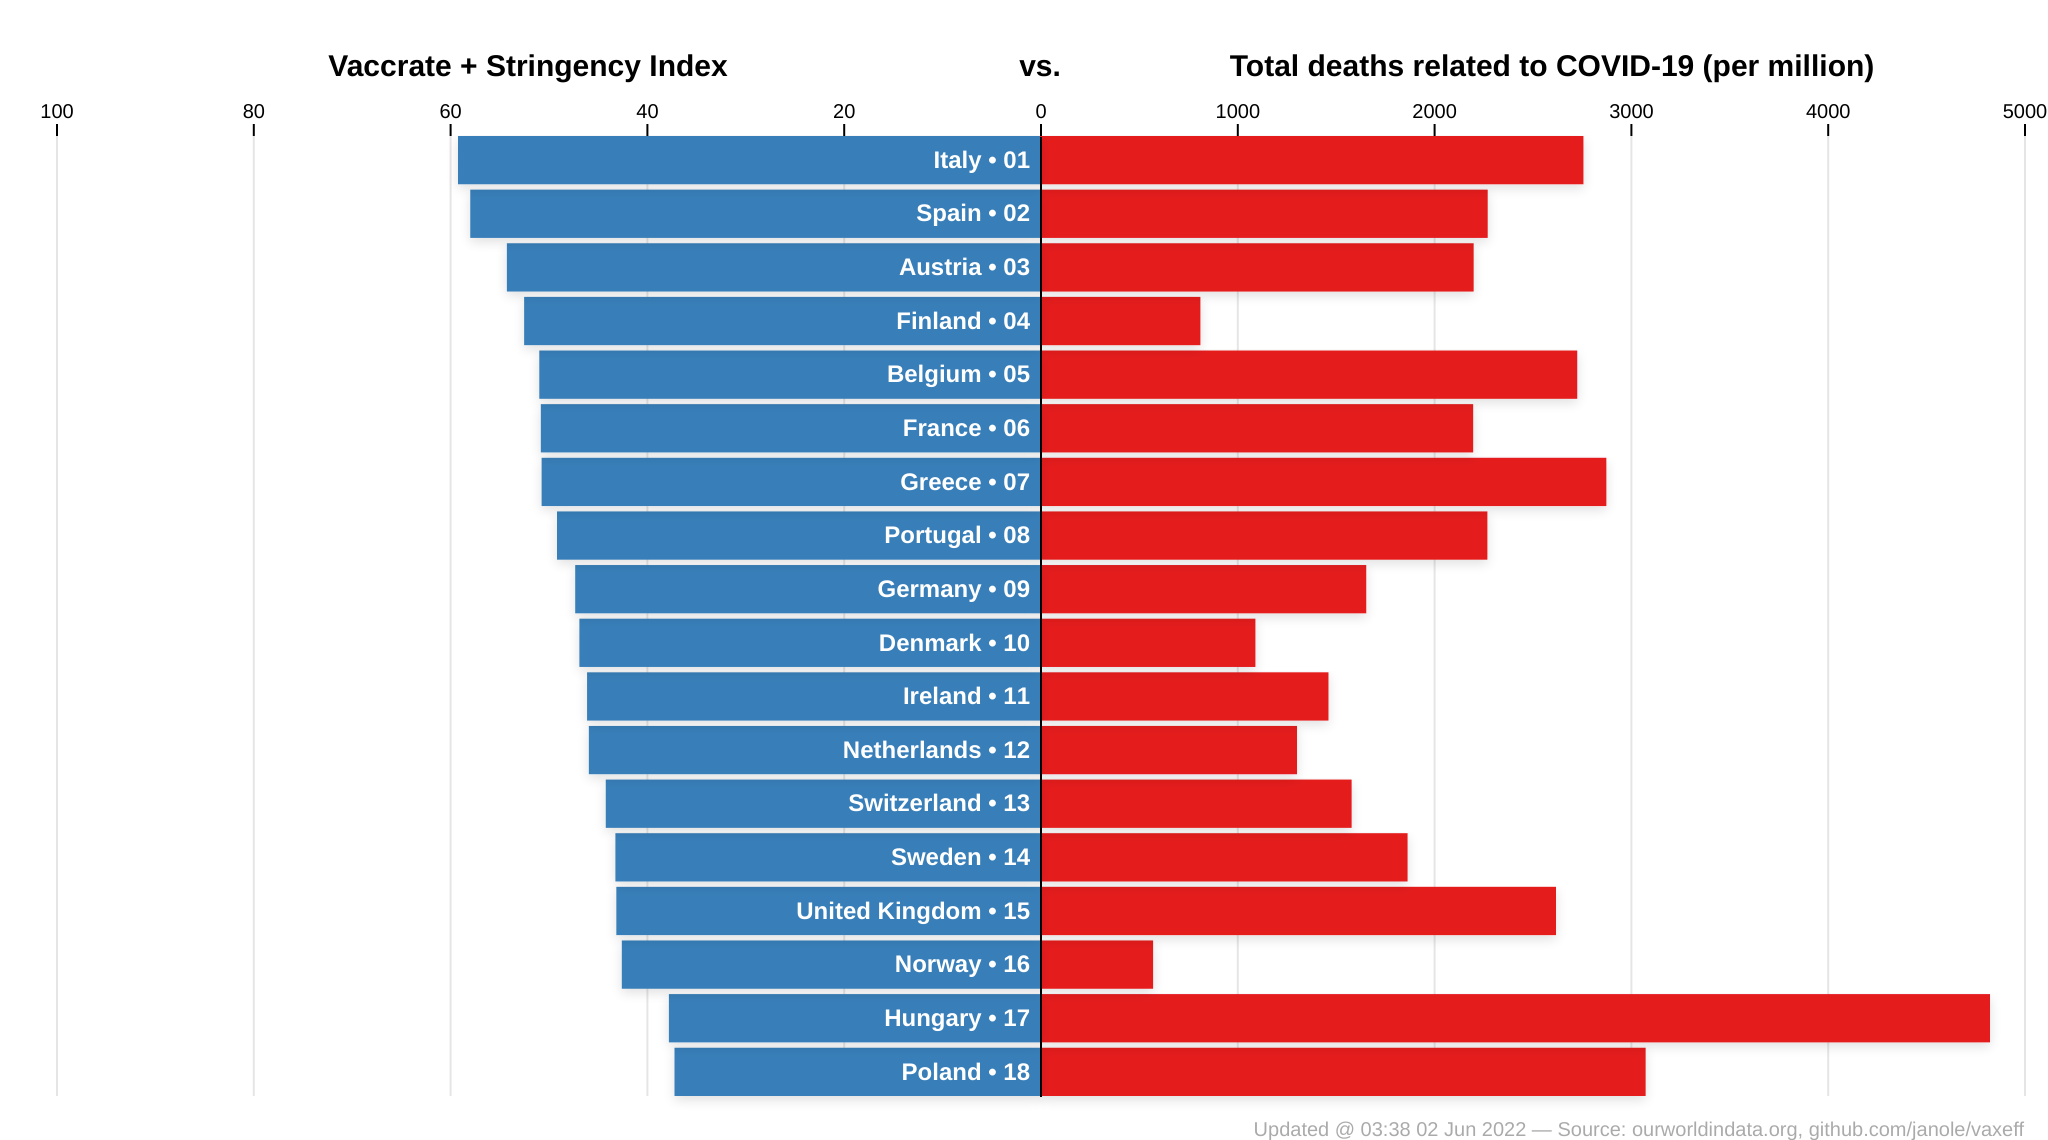 Vaccrate + Stringency Index vs. Total deaths related to COVID-19 (per million)
100 80 60 40 20 0 1000 2000 3000 4000 5000
Italy • 01
Spain • 02
Austria • 03
Finland • 04
Belgium • 05
France • 06
Greece • 07
Portugal • 08
Germany • 09
Denmark • 10
Ireland • 11
Netherlands • 12
Switzerland • 13
Sweden • 14
United Kingdom • 15
Norway • 16
Hungary • 17
Poland • 18
Updated @ 03:38 02 Jun 2022 — Source: ourworldindata.org, github.com/janole/vaxeff